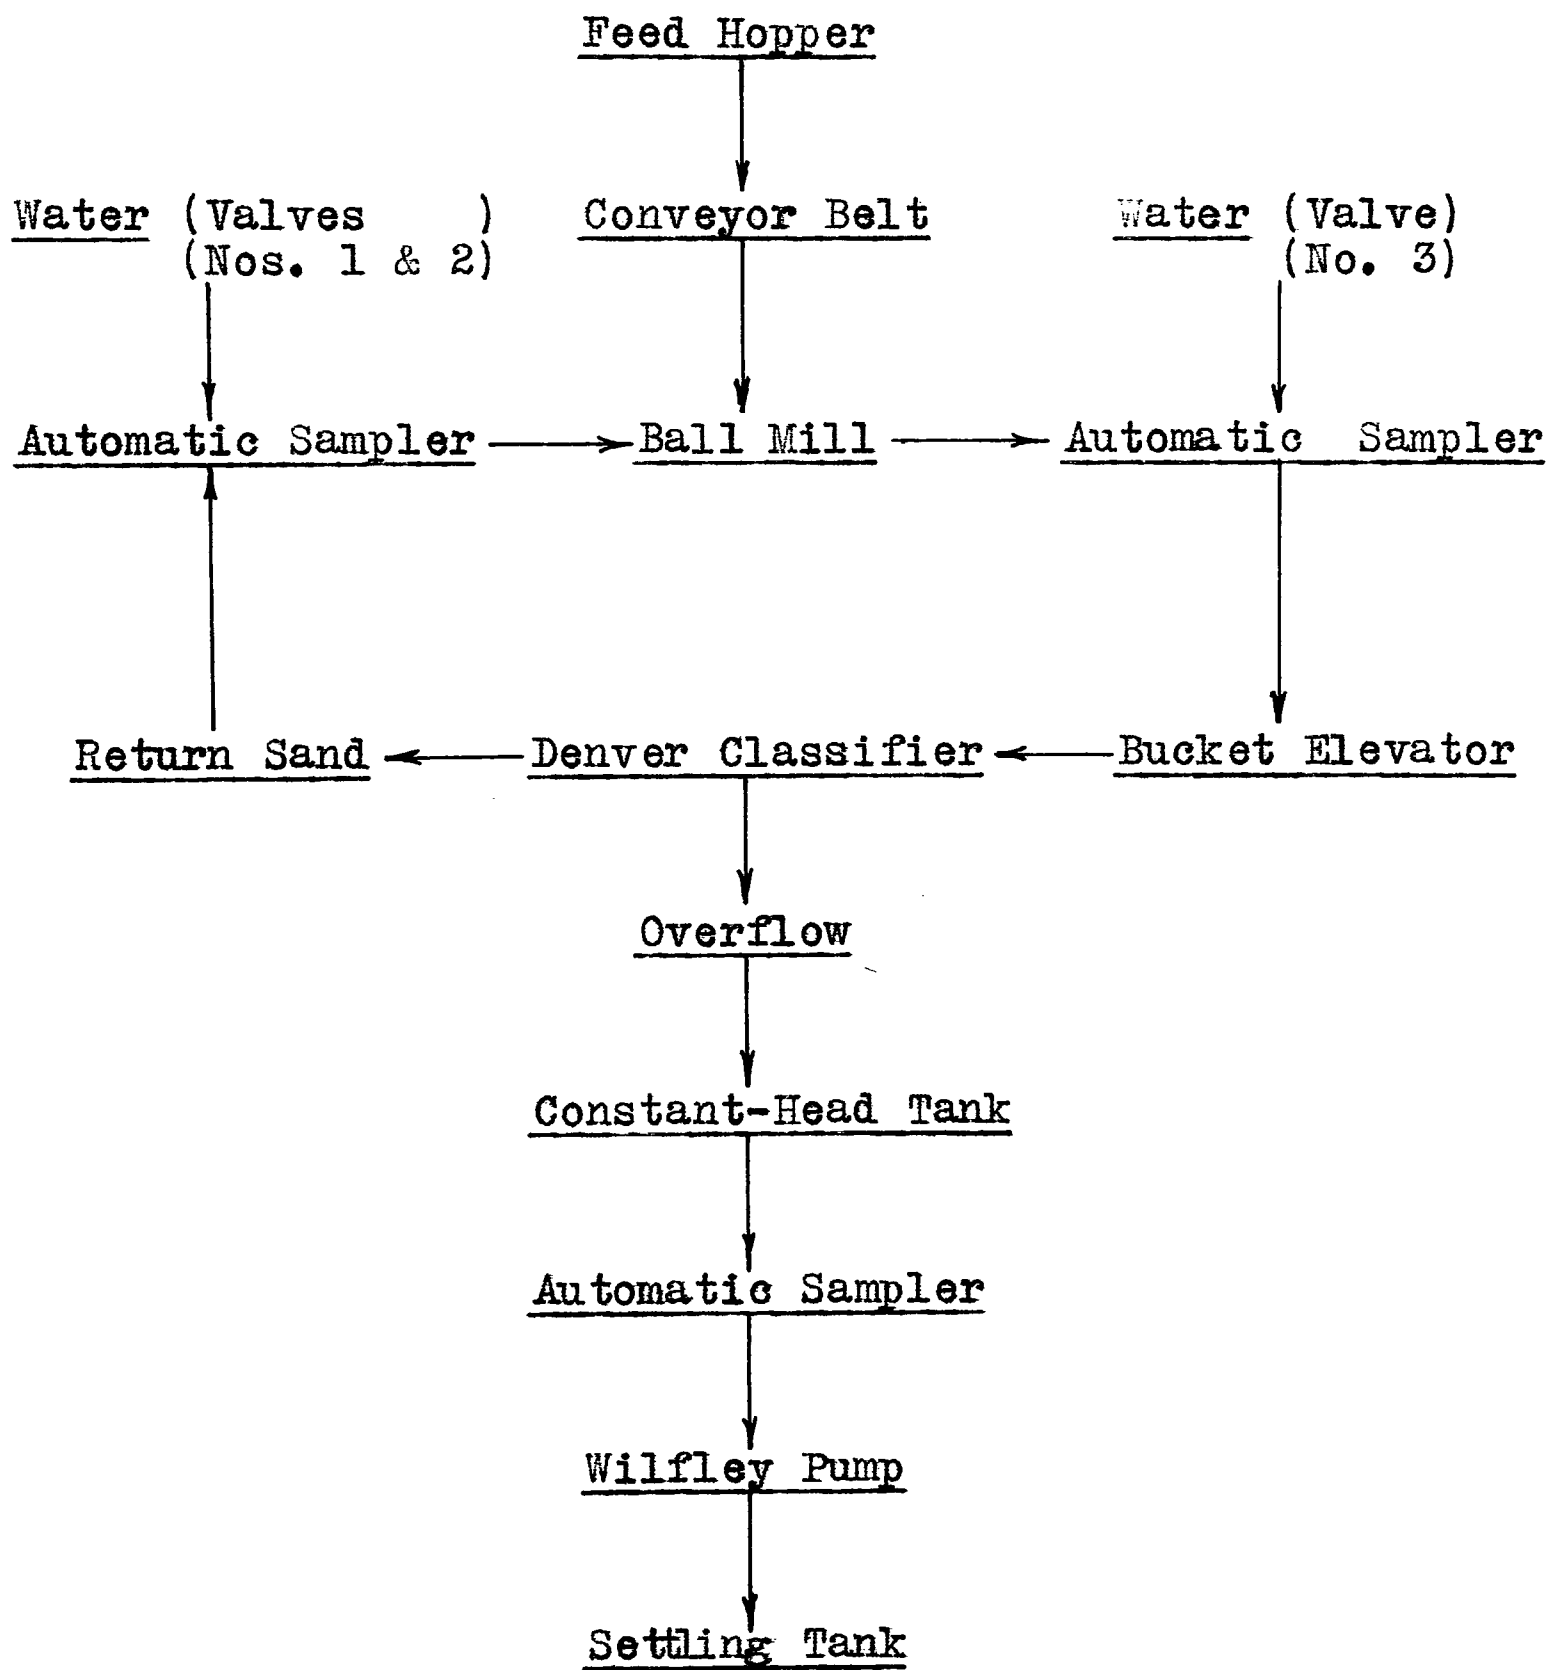 Feed Hopper
Water (Valves ) Conveyor Belt Water (Valve)
(Nos. 1 & 2) (No. 3)
Automatic Sampler Ball Mill Automatic Sampler
Return Sand Denver Classifier Bucket Elevator
Overflow
Constant-Head Tank
Automatic Sampler
Wilfley Pump
Settling Tank